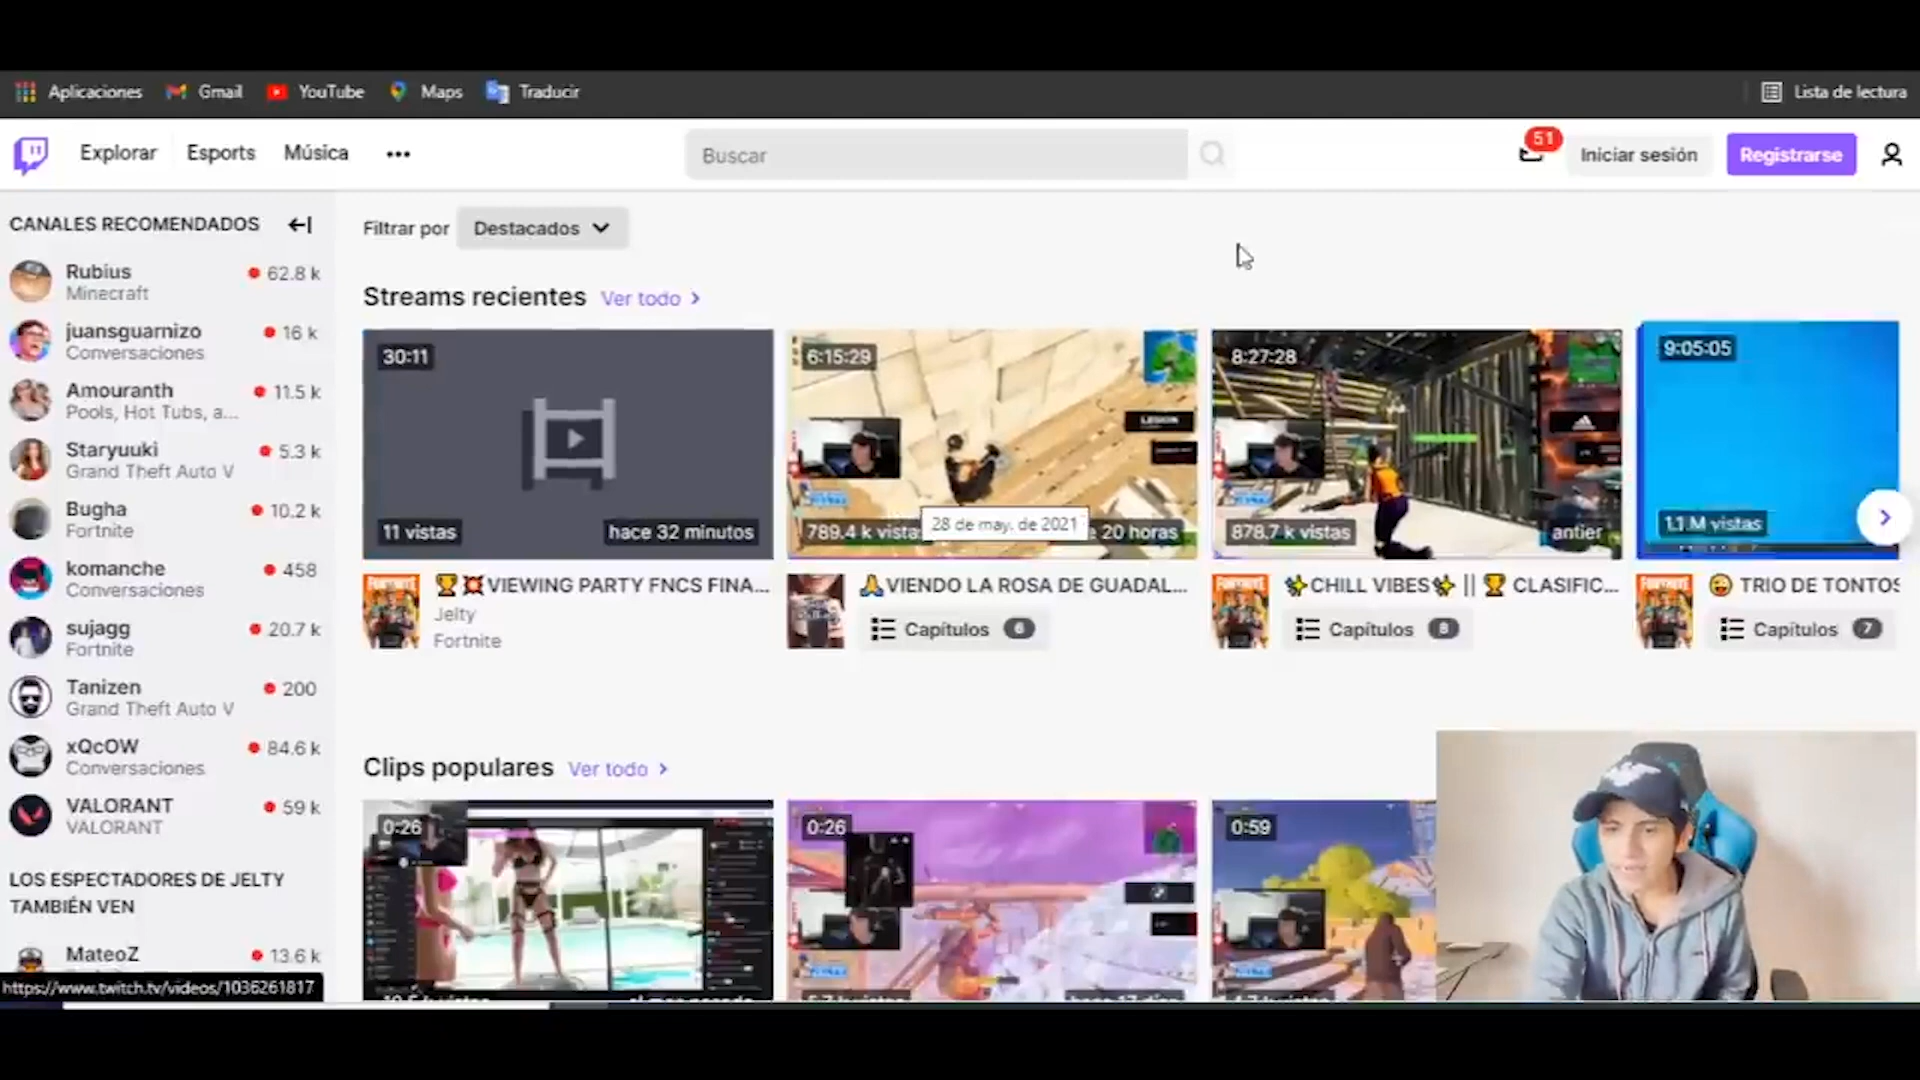 Aplicaciones Gmail YouTube Maps Traducir Lista de lectura
Explorar Esports Música ••• Buscar 51 Iniciar sesión Registrarse
CANALES RECOMENDADOS
Rubius 62.8 k
Minecraft
juansguarnizo 16 k
Conversaciones
Amouranth 11.5 k
Pools, Hot Tubs, a...
Staryuuki 5.3 k
Grand Theft Auto V
Bugha 10.2 k
Fortnite
komanche 458
Conversaciones
sujagg 20.7 k
Fortnite
Tanizen 200
Grand Theft Auto V
xQcOW 84.6 k
Conversaciones
VALORANT 59 k
VALORANT
LOS ESPECTADORES DE JELTY
TAMBIÉN VEN
MateoZ 13.6 k
https://www.twitch.tv/videos/1036261817
Filtrar por Destacados
Streams recientes Ver todo
30:11
11 vistas hace 32 minutos
🏆💥VIEWING PARTY FNCS FINA...
Jelty
Fortnite
6:15:29
789.4 k vistas 28 de may. de 2021 20 horas
🙏VIENDO LA ROSA DE GUADAL...
Capítulos 6
8:27:28
878.7 k vistas antier
✨CHILL VIBES✨ || 🏆 CLASIFIC...
Capítulos 8
9:05:05
1.1 M vistas
😜 TRIO DE TONTOS
Capítulos 7
Clips populares Ver todo
0:26
0:26
0:59